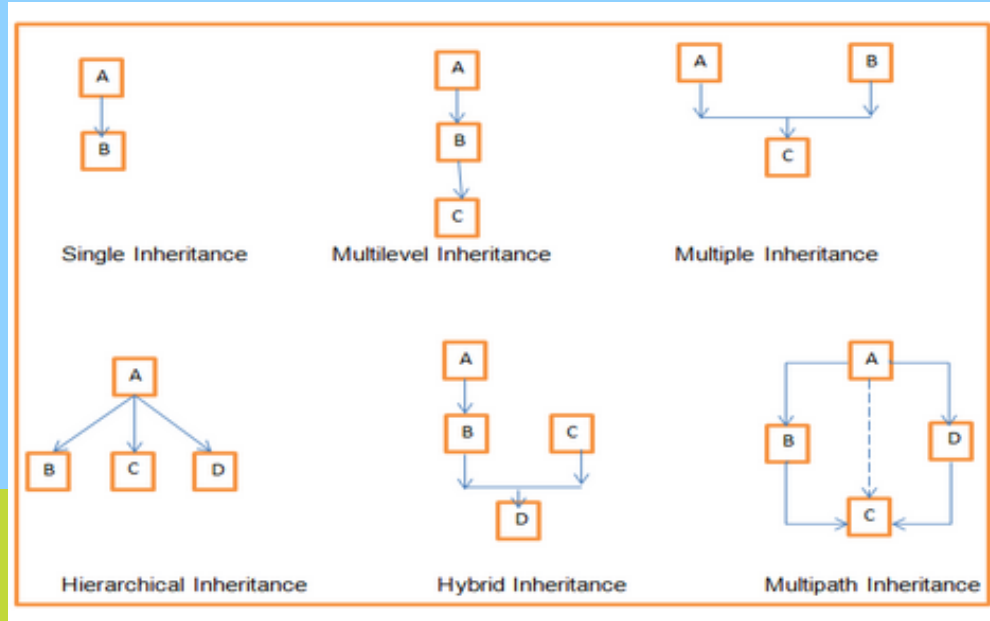 A
B
Single Inheritance
A
B
C
Multilevel Inheritance
A B
C
Multiple Inheritance
A
B C D
Hierarchical Inheritance
A
B C
D
Hybrid Inheritance
A
B D
C
Multipath Inheritance